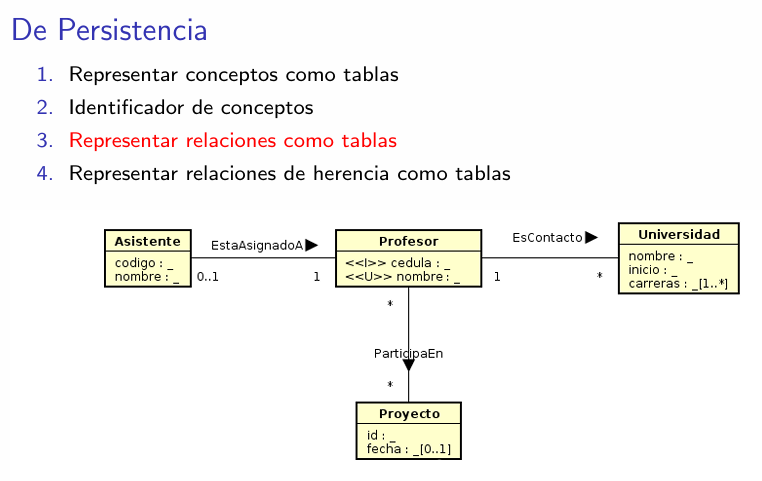 De Persistencia
1. Representar conceptos como tablas
2. Identificador de conceptos
3. Representar relaciones como tablas
4. Representar relaciones de herencia como tablas
Asistente
codigo : _
nombre : _
EstaAsignadoA
0..1
1
Profesor
<<I>> cedula : _
<<U>> nombre : _
EsContacto
1
*
Universidad
nombre : _
inicio : _
carreras : _[1..*]
*
ParticipaEn
*
Proyecto
id : _
fecha : _[0..1]